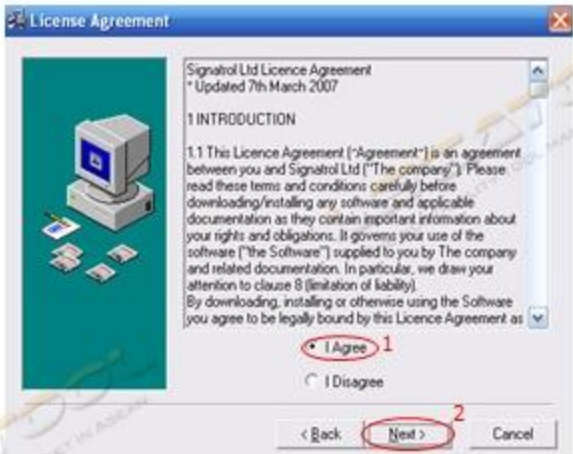 License Agreement
Signatrol Ltd Licence Agreement
* Updated 7th March 2007
1 INTRODUCTION
1.1 This Licence Agreement ("Agreement") is an agreement
between you and Signatrol Ltd ("The company"). Please
read these terms and conditions carefully before
downloading/installing any software and applicable
documentation as they contain important information about
your rights and obligations. It governs your use of the
software ("the Software") supplied to you by The company
and related documentation. In particular, we draw your
attention to clause 8 (limitation of liability).
By downloading, installing or otherwise using the Software
you agree to be legally bound by this Licence Agreement as
I Agree 1
I Disagree
2
< Back Next > Cancel